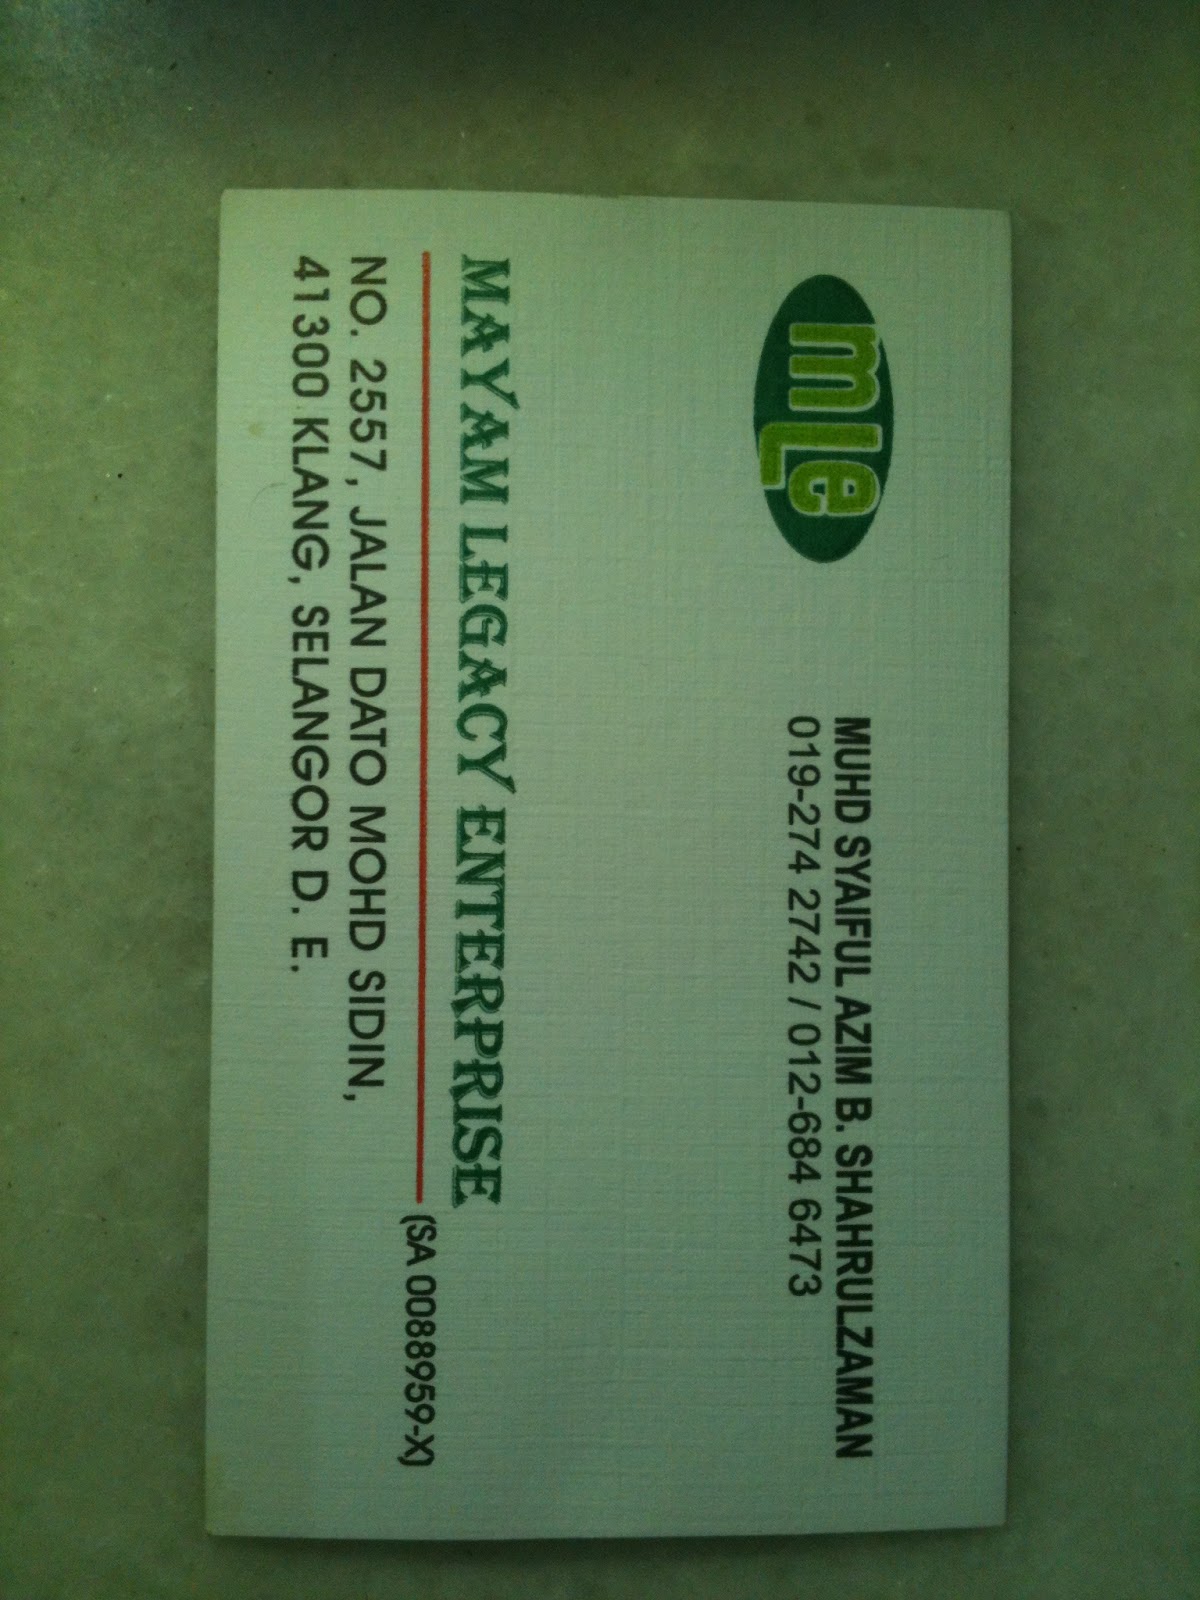 mLe
MUHD SYAIFUL AZIM B. SHAHRULZAMAN
019-274 2742 / 012-684 6473
MAYAM LEGACY ENTERPRISE
(SA 0088959-X)
NO. 2557, JALAN DATO MOHD SIDIN,
41300 KLANG, SELANGOR D. E.